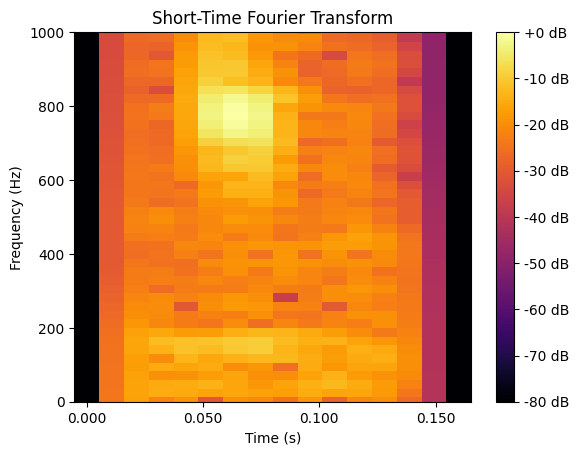 Short-Time Fourier Transform
1000
800
600
400
200
0
Frequency (Hz)
0.000
0.050
0.100
0.150
Time (s)
+0 dB
-10 dB
-20 dB
-30 dB
-40 dB
-50 dB
-60 dB
-70 dB
-80 dB